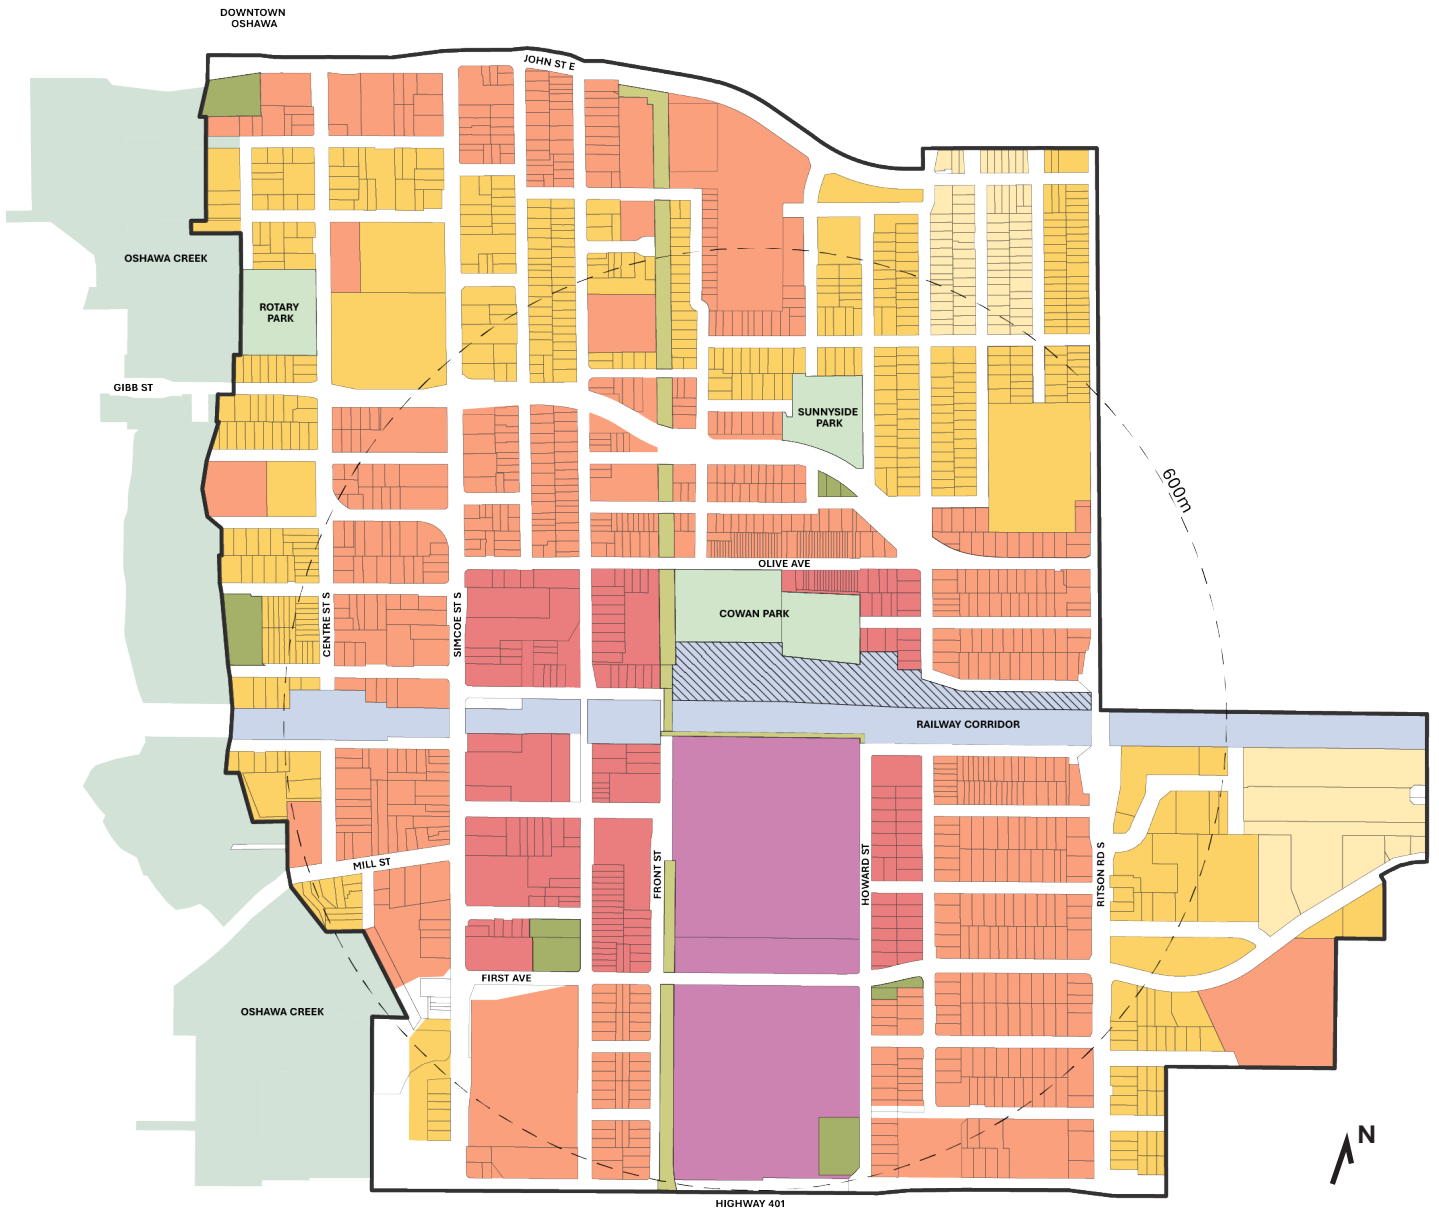 DOWNTOWN
OSHAWA
JOHN ST E
OSHAWA CREEK
ROTARY
PARK
GIBB ST
SUNNYSIDE
PARK
600m
OLIVE AVE
CENTRE ST S
SIMCOE ST S
COWAN PARK
RAILWAY CORRIDOR
MILL ST
FRONT ST
HOWARD ST
RITSON RD S
FIRST AVE
OSHAWA CREEK
N
HIGHWAY 401